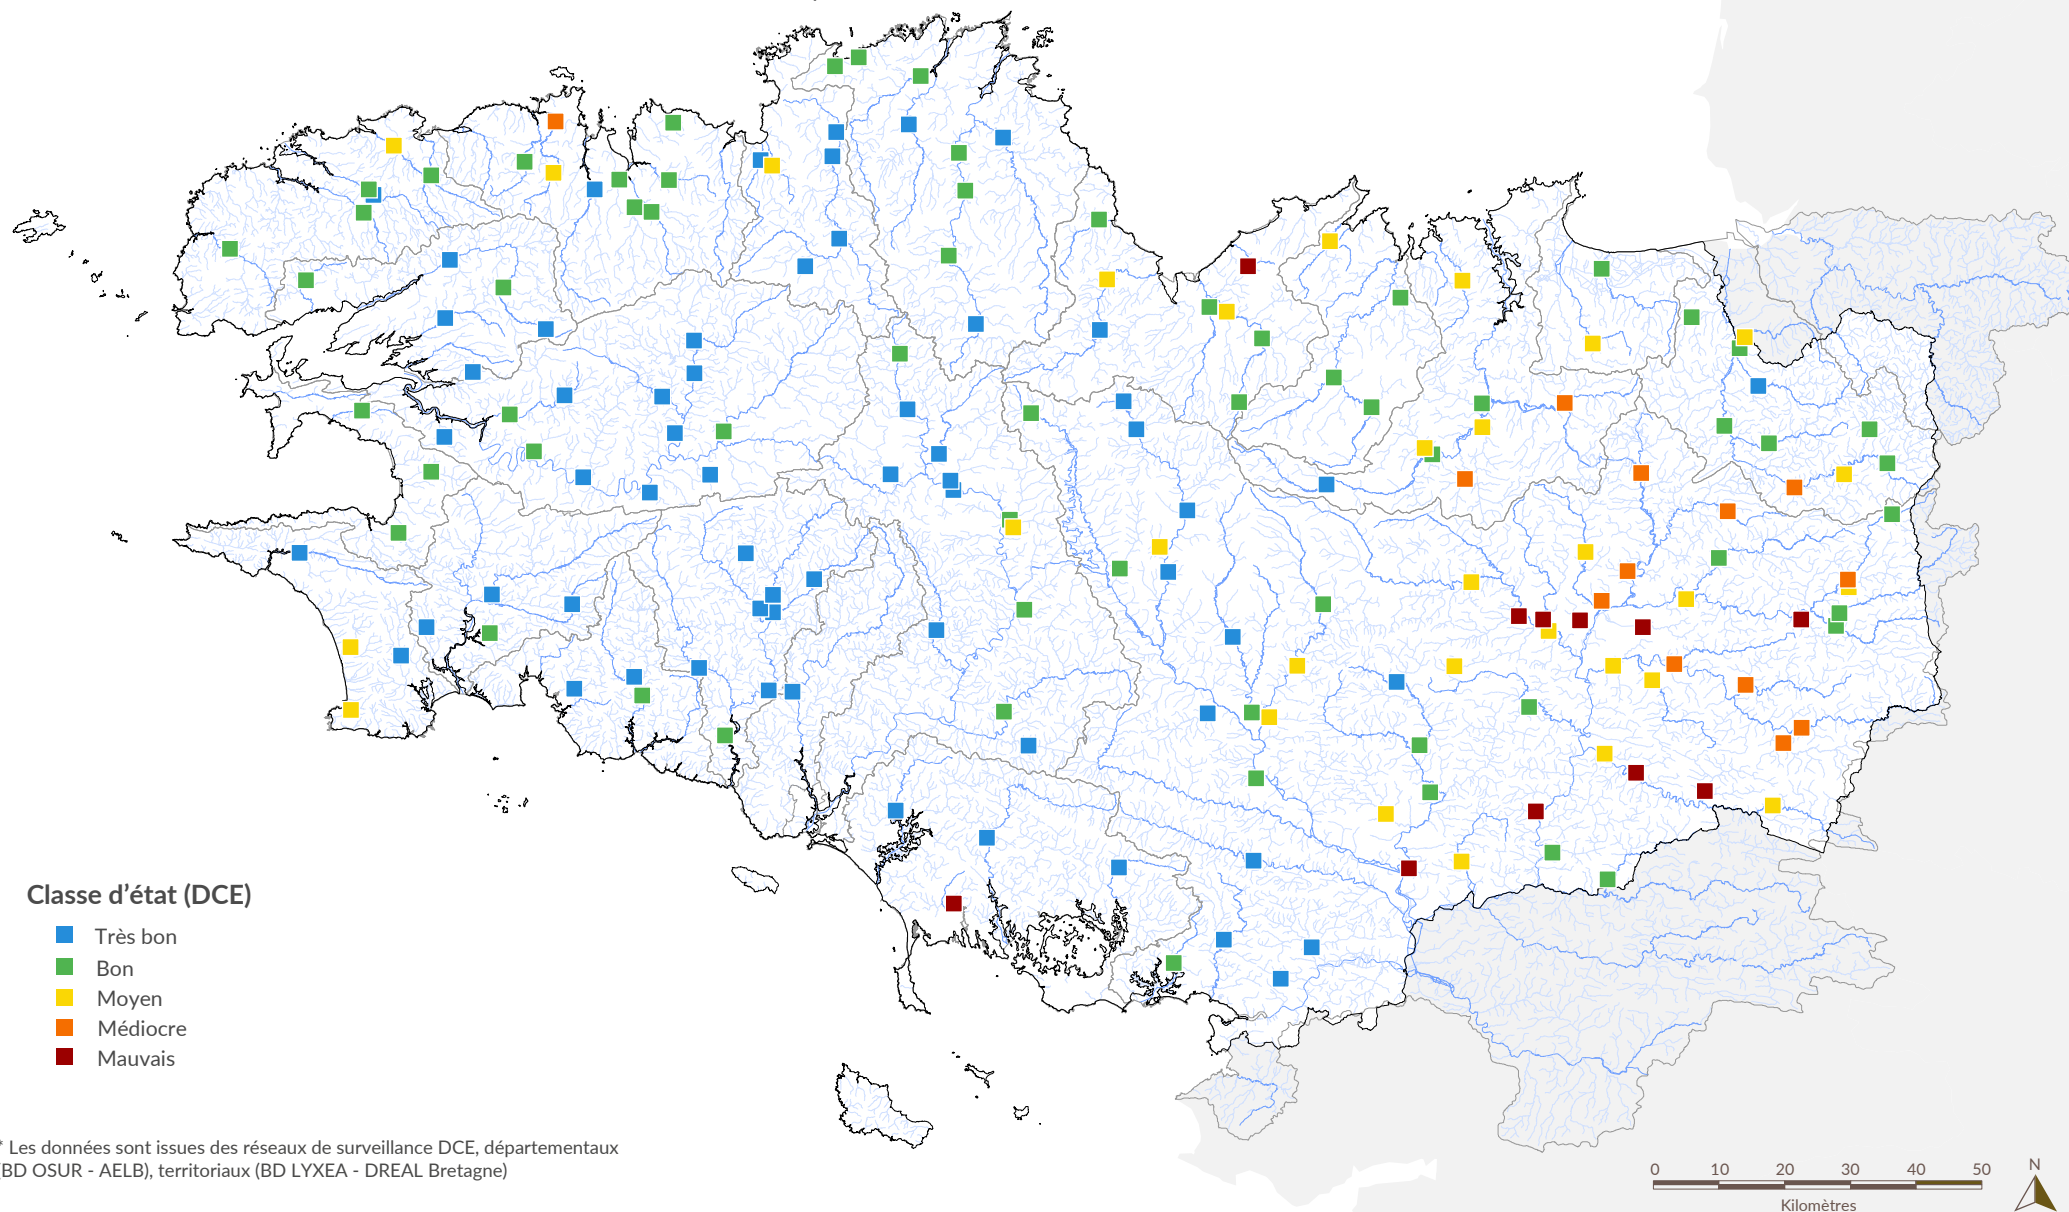 Classe d’état (DCE)
Très bon
Bon
Moyen
Médiocre
Mauvais
* Les données sont issues des réseaux de surveillance DCE, départementaux
(BD OSUR - AELB), territoriaux (BD LYXEA - DREAL Bretagne)
0 10 20 30 40 50
Kilomètres
N